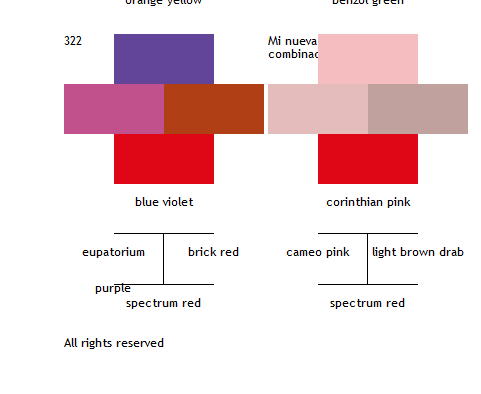 orange yellow
benzol green
322
Mi nueva
combinac
blue violet
corinthian pink
eupatorium
brick red
cameo pink
light brown drab
purple
spectrum red
spectrum red
All rights reserved